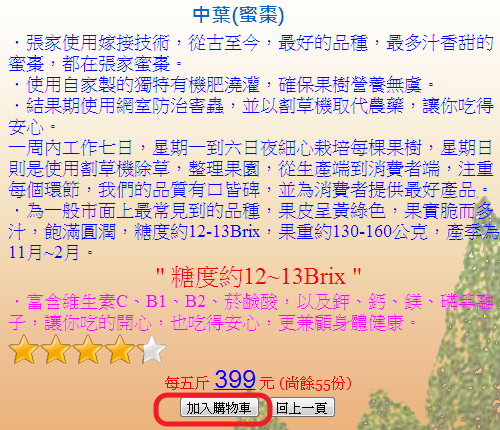 中葉(蜜棗)
．張家使用嫁接技術，從古至今，最好的品種，最多汁香甜的
蜜棗，都在張家蜜棗。
．使用自家製的獨特有機肥澆灌，確保果樹營養無虞。
．結果期使用網室防治害蟲，並以割草機取代農藥，讓你吃得
安心。
一周內工作七日，星期一到六日夜細心栽培每棵果樹，星期日
則是使用割草機除草，整理果園，從生產端到消費者端，注重
每個環節，我們的品質有口皆碑，並為消費者提供最好產品。
．為一般市面上最常見到的品種，果皮呈黃綠色，果實脆而多
汁，飽滿圓潤，糖度約12-13Brix，果重約130-160公克，產季為
11月~2月。
" 糖度約12~13Brix "
．富含維生素C、B1、B2、菸鹼酸，以及鉀、鈣、鎂、磷等離
子，讓你吃的開心，也吃得安心，更兼顧身體健康。
每五斤 399 元 (尚餘55份)
加入購物車 回上一頁